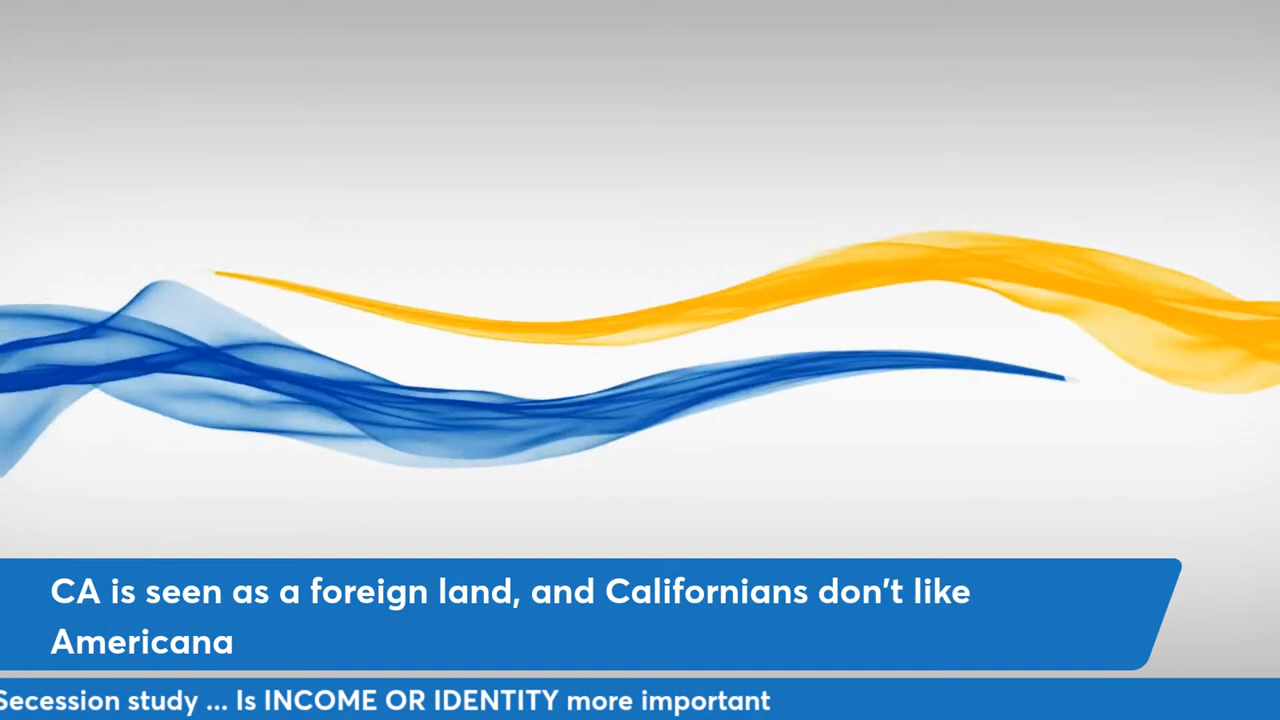 CA is seen as a foreign land, and Californians don't like
Americana
Secession study ... Is INCOME OR IDENTITY more important